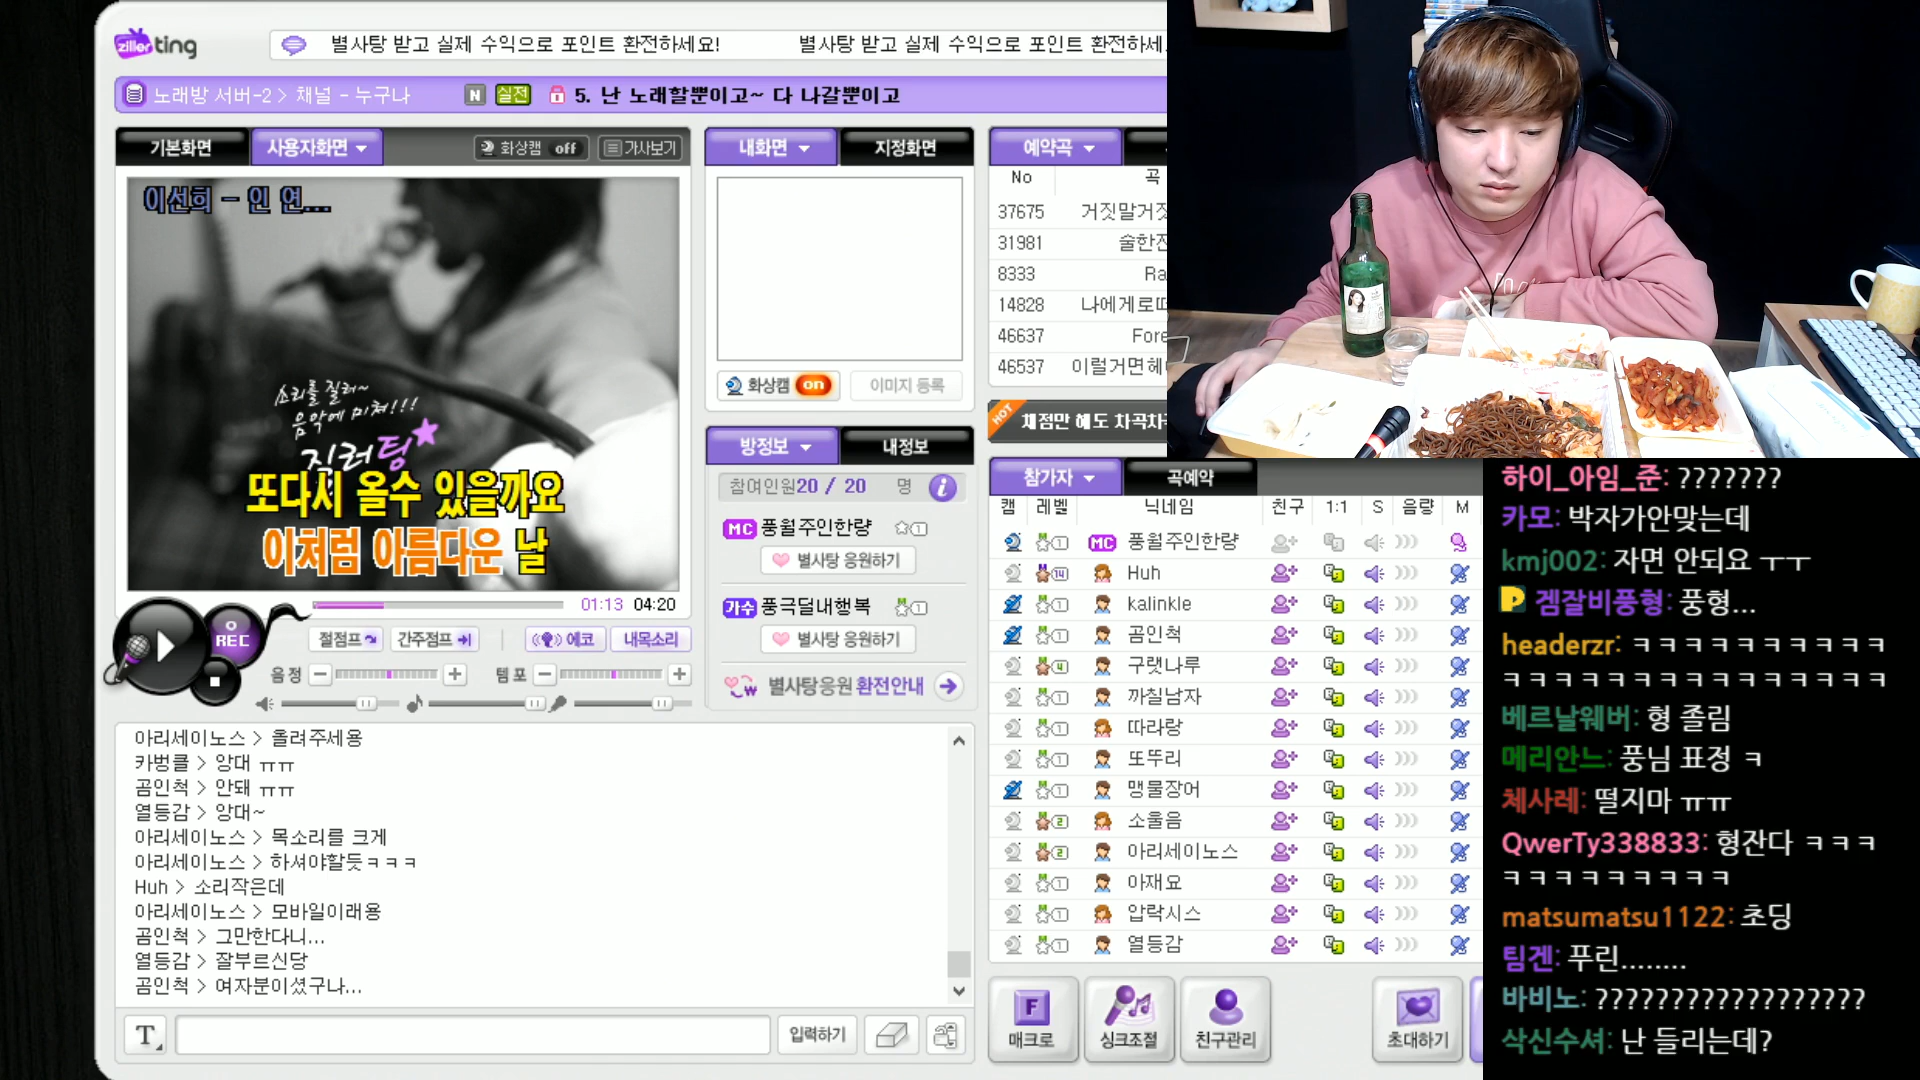 ziller ting
별사탕 받고 실제 수익으로 포인트 환전하세요!
별사탕 받고 실제 수익으로 포인트 환전하세
노래방 서버-2 > 채널 - 누구나
N 실전 5. 난 노래할뿐이고~ 다 나갈뿐이고
기본화면 사용자화면
화상캠 off 가사보기
이선희 - 인 연...
소리를 질러~
음악에 미쳐!!!
질러팅
또다시 올수 있을까요
이처럼 아름다운 날
01:13 04:20
REC
절점프 간주점프 에코 내목소리
음정 템포
내화면 지정화면
화상캠 on 이미지 등록
방정보 내정보
참여인원 20 / 20 명
MC 풍월주인한량 1
별사탕 응원하기
가수 풍극덜내행복 1
별사탕 응원하기
별사탕응원 환전안내
예약곡
No 곡
37675 거짓말거짓
31981 술한잔
8333 Ra
14828 나에게로떠
46637 Fore
46537 이럴거면헤
HOT 채점만 해도 차곡차
참가자 곡예약
캠 레벨 닉네임 친구 1:1 S 음량 M
1 MC 풍월주인한량
14 Huh
1 kalinkle
1 곰인척
4 구랫나루
1 까칠남자
1 따라랑
1 또뚜리
1 맹물장어
2 소울음
2 아리세이노스
1 아재요
1 압락시스
1 열등감
아리세이노스 > 올려주세용
카벙클 > 앙대 ㅠㅠ
곰인척 > 안돼 ㅠㅠ
열등감 > 앙대~
아리세이노스 > 목소리를 크게
아리세이노스 > 하셔야할듯ㅋㅋㅋ
Huh > 소리작은데
아리세이노스 > 모바일이래용
곰인척 > 그만한다니...
열등감 > 잘부르신당
곰인척 > 여자분이셨구나...
T 입력하기
F
매크로 싱크조절 친구관리 초대하기
하이_아임_준: ???????
카모: 박자가안맞는데
kmj002: 자면 안되요 ㅜㅜ
P 겜잘비풍형: 풍형...
headerzr: ㅋㅋㅋㅋㅋㅋㅋㅋㅋㅋ
ㅋㅋㅋㅋㅋㅋㅋㅋㅋㅋㅋㅋㅋㅋㅋ
베르날웨버: 형 졸림
메리안느: 풍님 표정 ㅋ
체사레: 떨지마 ㅠㅠ
QwerTy338833: 형잔다 ㅋㅋㅋ
ㅋㅋㅋㅋㅋㅋㅋㅋㅋ
matsumatsu1122: 초딩
팀겐: 푸린........
바비노: ??????????????????
삭신수셔: 난 들리는데?